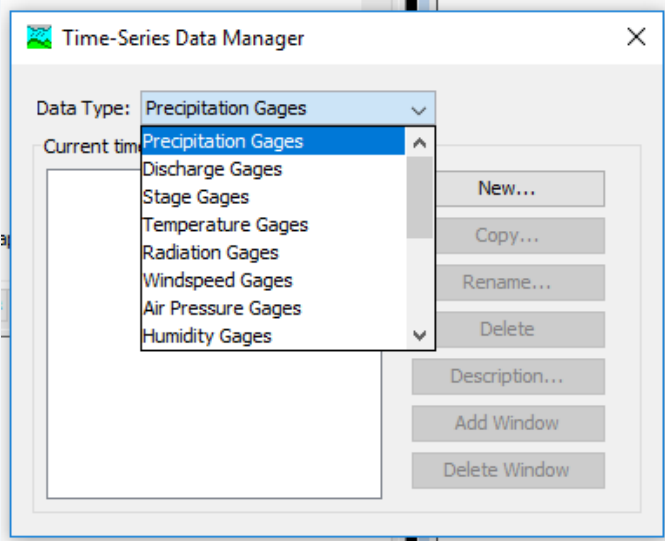 Time-Series Data Manager
Data Type: Precipitation Gages
Current tim
Precipitation Gages
Discharge Gages
Stage Gages
Temperature Gages
Radiation Gages
Windspeed Gages
Air Pressure Gages
Humidity Gages
New...
Copy...
Rename...
Delete
Description...
Add Window
Delete Window